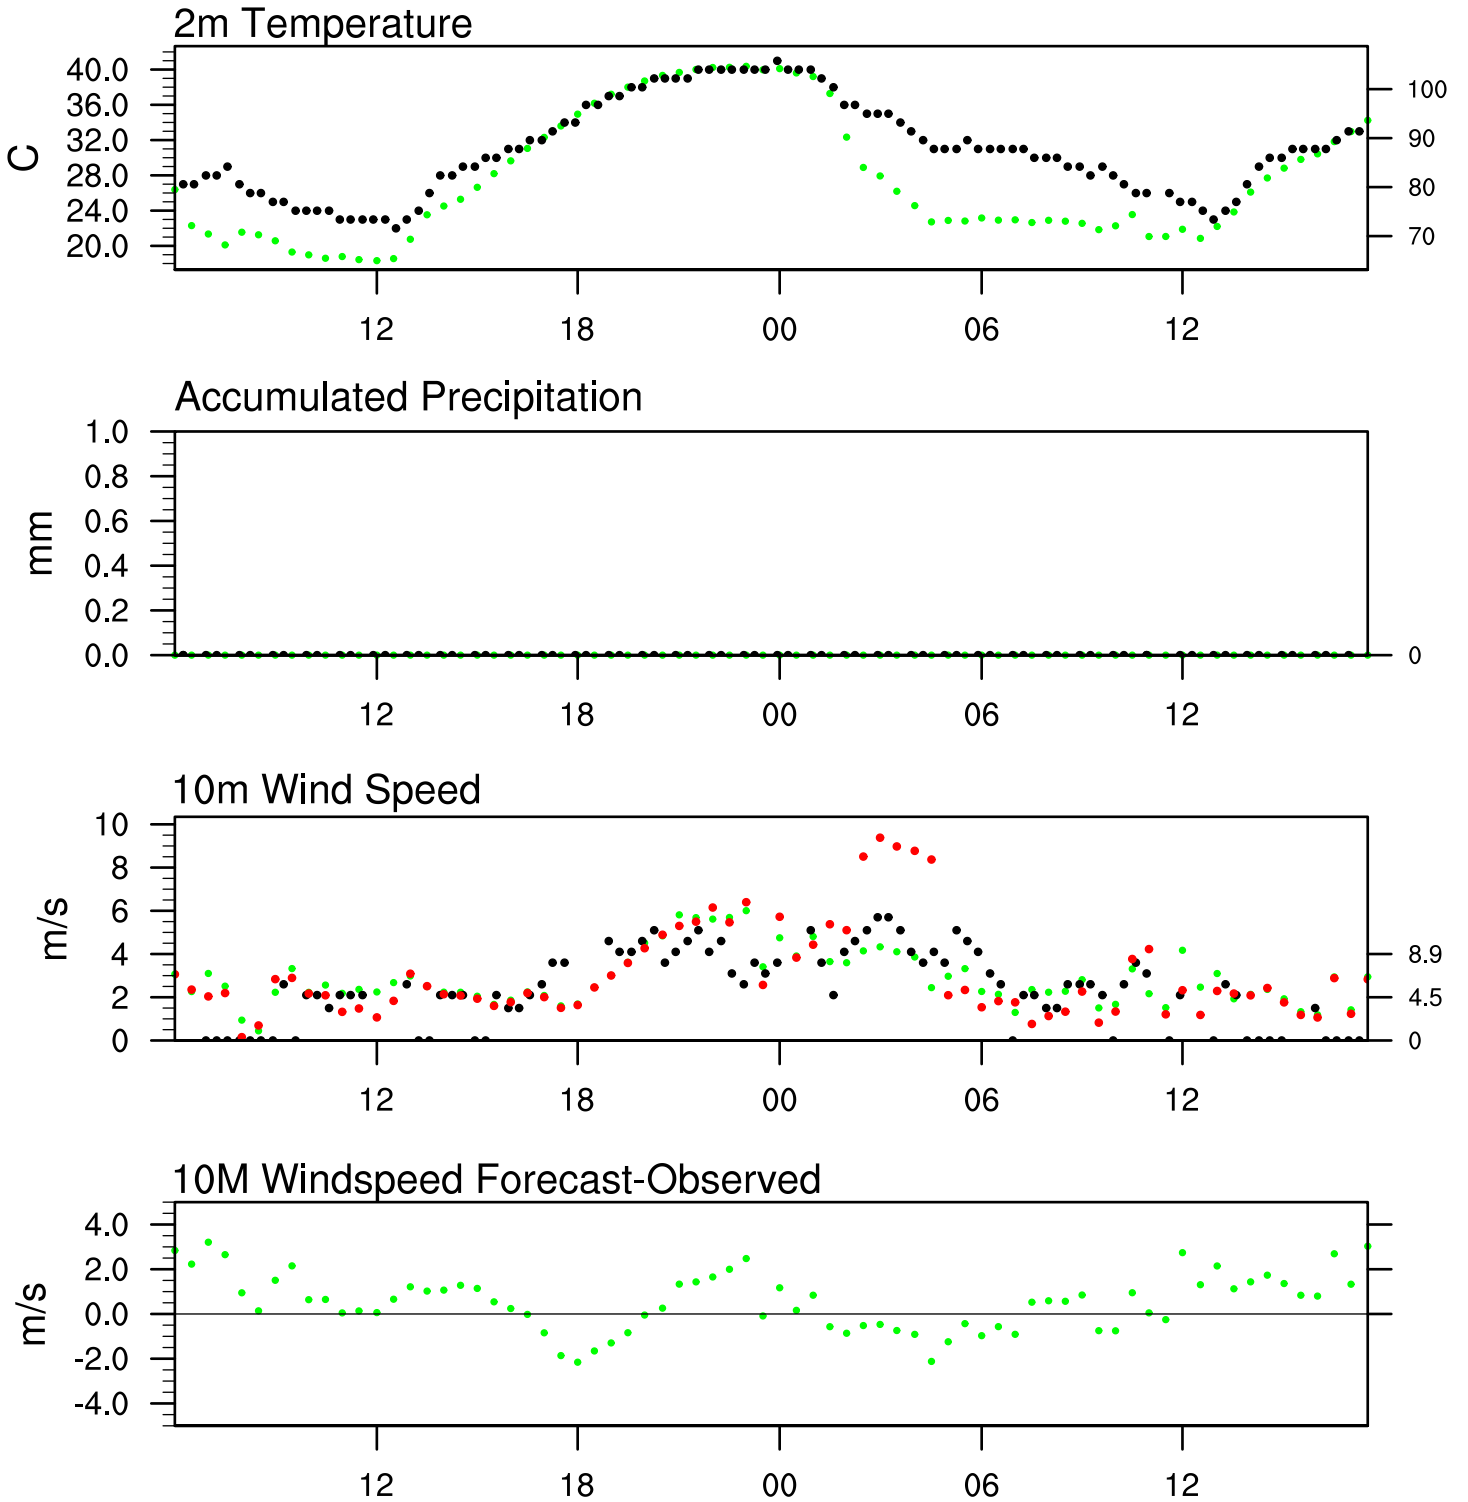 2m Temperature
40.0
36.0
32.0
28.0
24.0
20.0
C
100
90
80
70
12 18 00 06 12
Accumulated Precipitation
1.0
0.8
0.6
0.4
0.2
0.0
mm
0
12 18 00 06 12
10m Wind Speed
10
8
6
4
2
0
m/s
8.9
4.5
0
12 18 00 06 12
10M Windspeed Forecast-Observed
4.0
2.0
0.0
-2.0
-4.0
m/s
12 18 00 06 12